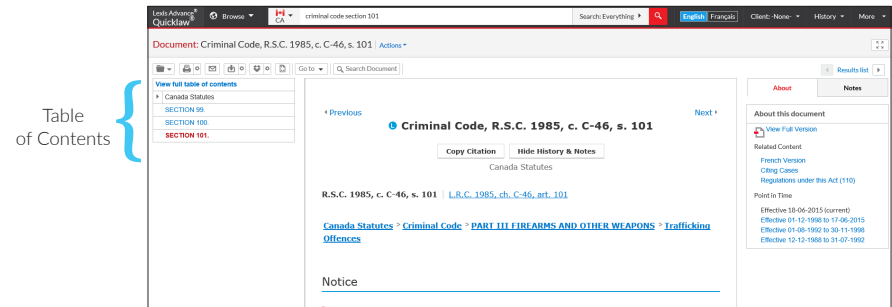 Lexis Advance® Quicklaw®
Browse
CA
criminal code section 101
Search: Everything
English Français
Client: -None-
History
More
Document: Criminal Code, R.S.C. 1985, c. C-46, s. 101 | Actions
Go to
Search Document
Results list
View full table of contents
Canada Statutes
SECTION 99.
SECTION 100.
SECTION 101.
Table
of Contents
Previous
Next
Criminal Code, R.S.C. 1985, c. C-46, s. 101
Copy Citation
Hide History & Notes
Canada Statutes
R.S.C. 1985, c. C-46, s. 101 | L.R.C. 1985, ch. C-46, art. 101
Canada Statutes > Criminal Code > PART III FIREARMS AND OTHER WEAPONS > Trafficking
Offences
Notice
About
Notes
About this document
View Full Version
Related Content
French Version
Citing Cases
Regulations under this Act (110)
Point in Time
Effective 18-06-2015 (current)
Effective 01-12-1998 to 17-06-2015
Effective 01-08-1992 to 30-11-1998
Effective 12-12-1988 to 31-07-1992